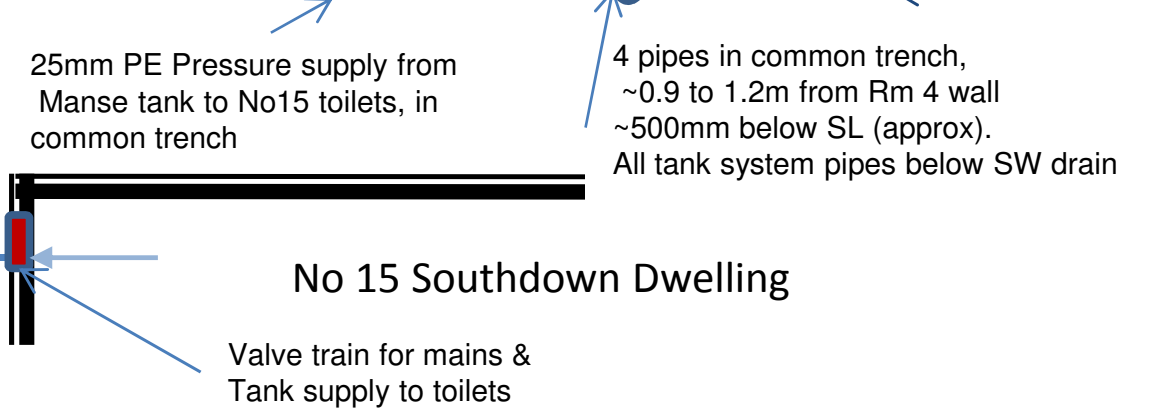 25mm PE Pressure supply from
Manse tank to No15 toilets, in
common trench
4 pipes in common trench,
~0.9 to 1.2m from Rm 4 wall
~500mm below SL (approx).
All tank system pipes below SW drain
No 15 Southdown Dwelling
Valve train for mains &
Tank supply to toilets